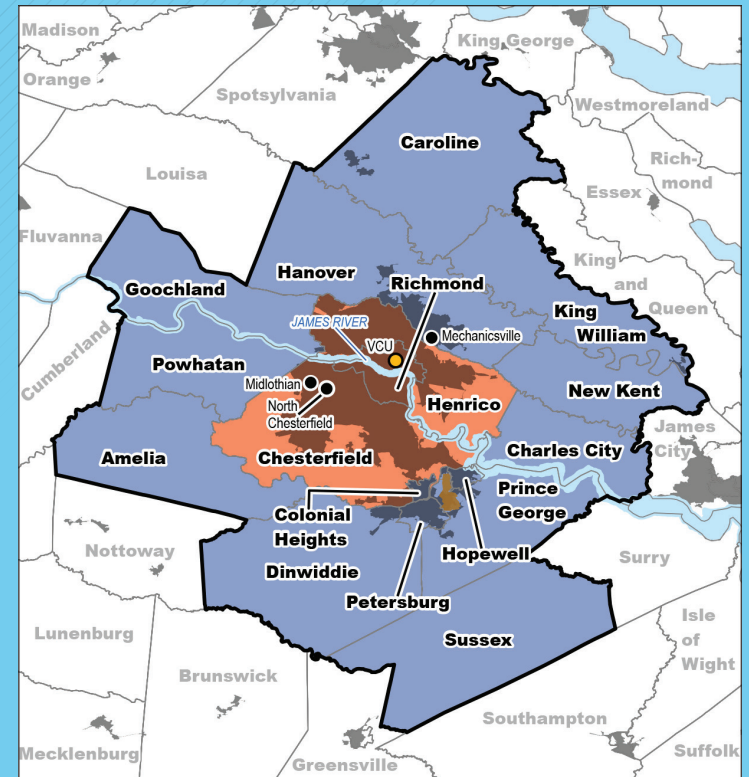 Madison
King George
Orange
Spotsylvania
Westmoreland
Caroline
Rich-
mond
Louisa
Essex
Fluvanna
King
and
Queen
Hanover
Richmond
Goochland
King
William
JAMES RIVER
Mechanicsville
VCU
Cumberland
Powhatan
Midlothian
North
Chesterfield
Henrico
New Kent
James
City
Amelia
Chesterfield
Charles City
Prince
George
Colonial
Heights
Nottoway
Hopewell
Surry
Dinwiddie
Petersburg
Isle
of
Wight
Lunenburg
Sussex
Brunswick
Southampton
Mecklenburg
Greensville
Suffolk